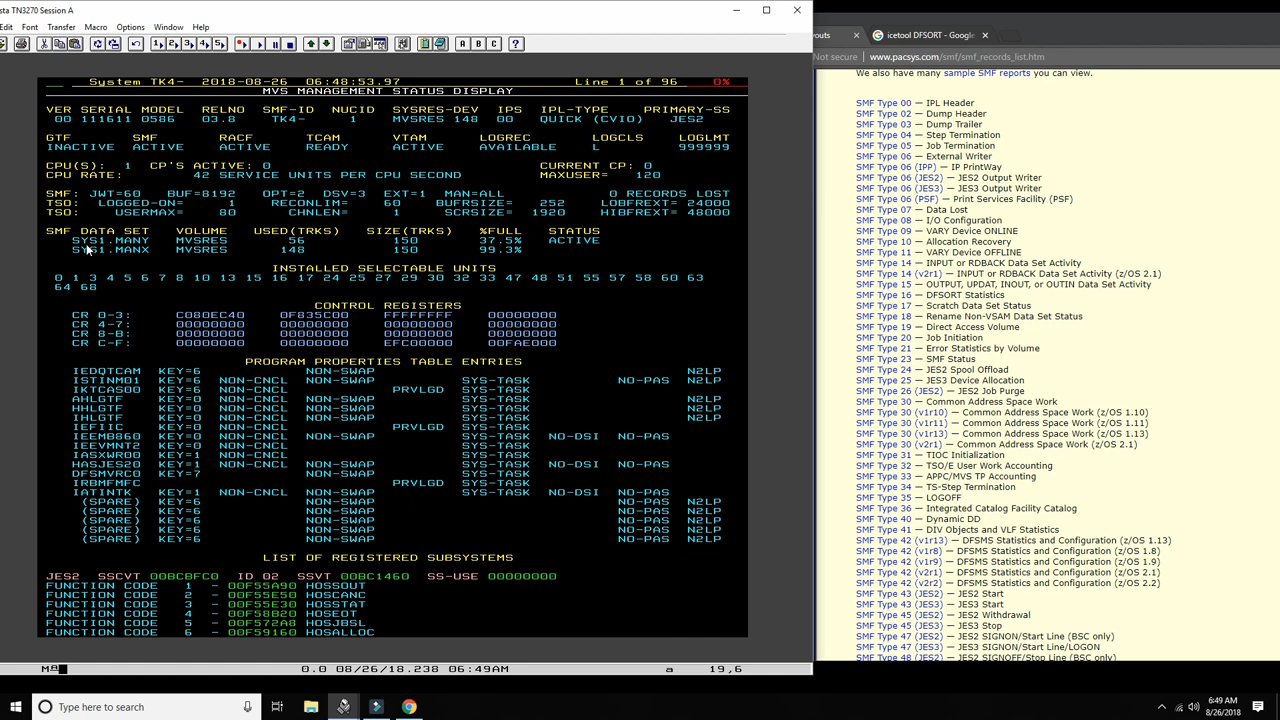 sta TN3270 Session A
Edit Font Transfer Macro Options Window Help
1 2 3 4 5 A B C ?
System TK4- 2018-08-26 06:48:53.97 Line 1 of 96 0%
MVS MANAGEMENT STATUS DISPLAY
VER SERIAL MODEL RELNO SMF-ID NUCID SYSRES-DEV IPS IPL-TYPE PRIMARY-SS
00 111611 0586 03.8 TK4- 1 MVSRES 148 00 QUICK (CVIO) JES2
GTF SMF RACF TCAM VTAM LOGREC LOGCLS LOGLMT
INACTIVE ACTIVE ACTIVE READY ACTIVE AVAILABLE L 999999
CPU(S): 1 CP'S ACTIVE: 0 CURRENT CP: 0
CPU RATE: 42 SERVICE UNITS PER CPU SECOND MAXUSER= 120
SMF: JWT=60 BUF=8192 OPT=2 DSV=3 EXT=1 MAN=ALL 0 RECORDS LOST
TSO: LOGGED-ON= 1 RECONLIM= 60 BUFRSIZE= 252 LOBFREXT= 24000
TSO: USERMAX= 80 CHNLEN= 1 SCRSIZE= 1920 HIBFREXT= 48000
SMF DATA SET VOLUME USED(TRKS) SIZE(TRKS) %FULL STATUS
SYS1.MANY MVSRES 56 150 37.5% ACTIVE
SYS1.MANX MVSRES 148 150 99.3%
INSTALLED SELECTABLE UNITS
0 1 3 4 5 6 7 8 10 13 16 17 24 25 27 29 30 32 33 47 48 51 55 57 58 60 63
64 68
CONTROL REGISTERS
CR 0-3: C080EC40 0F835C00 FFFFFFFF 00000000
CR 4-7: 00000000 00000000 00000000 00000000
CR 8-B: 00000000 00000000 00000000 00000000
CR C-F: 00000000 00000000 EFC00000 00FAE000
PROGRAM PROPERTIES TABLE ENTRIES
IEDQTCAM KEY=6 NON-SWAP N2LP
ISTINM01 KEY=6 NON-CNCL NON-SWAP SYS-TASK NO-PAS N2LP
IKTCAS00 KEY=6 NON-CNCL PRVLGD SYS-TASK
AHLGTF KEY=0 NON-CNCL NON-SWAP SYS-TASK N2LP
HHLGTF KEY=0 NON-CNCL NON-SWAP SYS-TASK N2LP
IHLGTF KEY=0 NON-CNCL NON-SWAP SYS-TASK N2LP
IEFIIC KEY=0 NON-CNCL PRVLGD SYS-TASK
IEEMB860 KEY=0 NON-CNCL NON-SWAP SYS-TASK NO-DSI NO-PAS
IEEVMNT2 KEY=0 NON-CNCL SYS-TASK
IASXWR00 KEY=1 NON-CNCL SYS-TASK
HASJES20 KEY=1 NON-CNCL NON-SWAP SYS-TASK NO-DSI NO-PAS
DFSMVRC0 KEY=7 NON-SWAP
IRBMFMFC PRVLGD SYS-TASK
IATINTK KEY=1 NON-CNCL NON-SWAP SYS-TASK NO-DSI NO-PAS
(SPARE) KEY=6 NON-SWAP NO-PAS N2LP
(SPARE) KEY=6 NON-SWAP NO-PAS N2LP
(SPARE) KEY=6 NON-SWAP NO-PAS N2LP
(SPARE) KEY=6 NON-SWAP NO-PAS N2LP
(SPARE) KEY=6 NON-SWAP NO-PAS N2LP
LIST OF REGISTERED SUBSYSTEMS
JES2 SSCVT 00BCBFC0 ID 02 SSVT 00BC1460 SS-USE 00000000
FUNCTION CODE 1 - 00F55A90 HOSSOUT
FUNCTION CODE 2 - 00F55E50 HOSCANC
FUNCTION CODE 3 - 00F55E30 HOSSTAT
FUNCTION CODE 4 - 00F58B20 HOSEOT
FUNCTION CODE 5 - 00F572A8 HOSJBSL
FUNCTION CODE 6 - 00F59160 HOSALLOC
0.0 08/26/18.238 06:49AM a 19,6
youts
icetool DFSORT - Google
www.pacsys.com/smf/smf_records_list.htm
We also have many sample SMF reports you can view.
SMF Type 00 — IPL Header
SMF Type 02 — Dump Header
SMF Type 03 — Dump Trailer
SMF Type 04 — Step Termination
SMF Type 05 — Job Termination
SMF Type 06 — External Writer
SMF Type 06 (IPP) — IP PrintWay
SMF Type 06 (JES2) — JES2 Output Writer
SMF Type 06 (JES3) — JES3 Output Writer
SMF Type 06 (PSF) — Print Services Facility (PSF)
SMF Type 07 — Data Lost
SMF Type 08 — I/O Configuration
SMF Type 09 — VARY Device ONLINE
SMF Type 10 — Allocation Recovery
SMF Type 11 — VARY Device OFFLINE
SMF Type 14 — INPUT or RDBACK Data Set Activity
SMF Type 14 (v2r1) — INPUT or RDBACK Data Set Activity (z/OS 2.1)
SMF Type 15 — OUTPUT, UPDAT, INOUT, or OUTIN Data Set Activity
SMF Type 16 — DFSORT Statistics
SMF Type 17 — Scratch Data Set Status
SMF Type 18 — Rename Non-VSAM Data Set Status
SMF Type 19 — Direct Access Volume
SMF Type 20 — Job Initiation
SMF Type 21 — Error Statistics by Volume
SMF Type 23 — SMF Status
SMF Type 24 — JES2 Spool Offload
SMF Type 25 — JES3 Device Allocation
SMF Type 26 (JES2) — JES2 Job Purge
SMF Type 30 — Common Address Space Work
SMF Type 30 (v1r10) — Common Address Space Work (z/OS 1.10)
SMF Type 30 (v1r11) — Common Address Space Work (z/OS 1.11)
SMF Type 30 (v1r13) — Common Address Space Work (z/OS 1.13)
SMF Type 30 (v2r1) — Common Address Space Work (z/OS 2.1)
SMF Type 31 — TIOC Initialization
SMF Type 32 — TSO/E User Work Accounting
SMF Type 33 — APPC/MVS TP Accounting
SMF Type 34 — TS-Step Termination
SMF Type 35 — LOGOFF
SMF Type 36 — Integrated Catalog Facility Catalog
SMF Type 40 — Dynamic DD
SMF Type 41 — DIV Objects and VLF Statistics
SMF Type 42 (v1r13) — DFSMS Statistics and Configuration (z/OS 1.13)
SMF Type 42 (v1r8) — DFSMS Statistics and Configuration (z/OS 1.8)
SMF Type 42 (v1r9) — DFSMS Statistics and Configuration (z/OS 1.9)
SMF Type 42 (v2r1) — DFSMS Statistics and Configuration (z/OS 2.1)
SMF Type 42 (v2r2) — DFSMS Statistics and Configuration (z/OS 2.2)
SMF Type 43 (JES2) — JES2 Start
SMF Type 43 (JES3) — JES3 Start
SMF Type 45 (JES2) — JES2 Withdrawal
SMF Type 45 (JES3) — JES3 Stop
SMF Type 47 (JES2) — JES2 SIGNON/Start Line (BSC only)
SMF Type 47 (JES3) — JES3 SIGNON/Start Line/LOGON
SMF Type 48 (JES2) — JES2 SIGNOFF/Stop Line (BSC only)
Type here to search
6:49 AM
8/26/2018